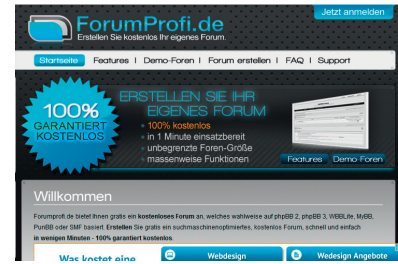 Jetzt anmelden
ForumProfi.de
Erstellen Sie kostenlos Ihr eigenes Forum.
Startseite Features | Demo-Foren | Forum erstellen | FAQ | Support
100%
GARANTIERT
KOSTENLOS
ERSTELLEN SIE IHR
EIGENES FORUM
100% kostenlos
in 1 Minute einsatzbereit
unbegrenzte Foren-Größe
massenweise Funktionen
Features Demo Foren
Willkommen
Forumprofi.de bietet Ihnen gratis ein kostenloses Forum an, welches wahlweise auf phpBB 2, phpBB 3, WBBLite, MyBB,
PunBB oder SMF basiert. Erstellen Sie gratis ein suchmaschinenoptimiertes, kostenlos Forum, schnell und einfach
in wenigen Minuten - 100% garantiert kostenlos.
Was kostet eine
Webdesign
Wedesign Angebote